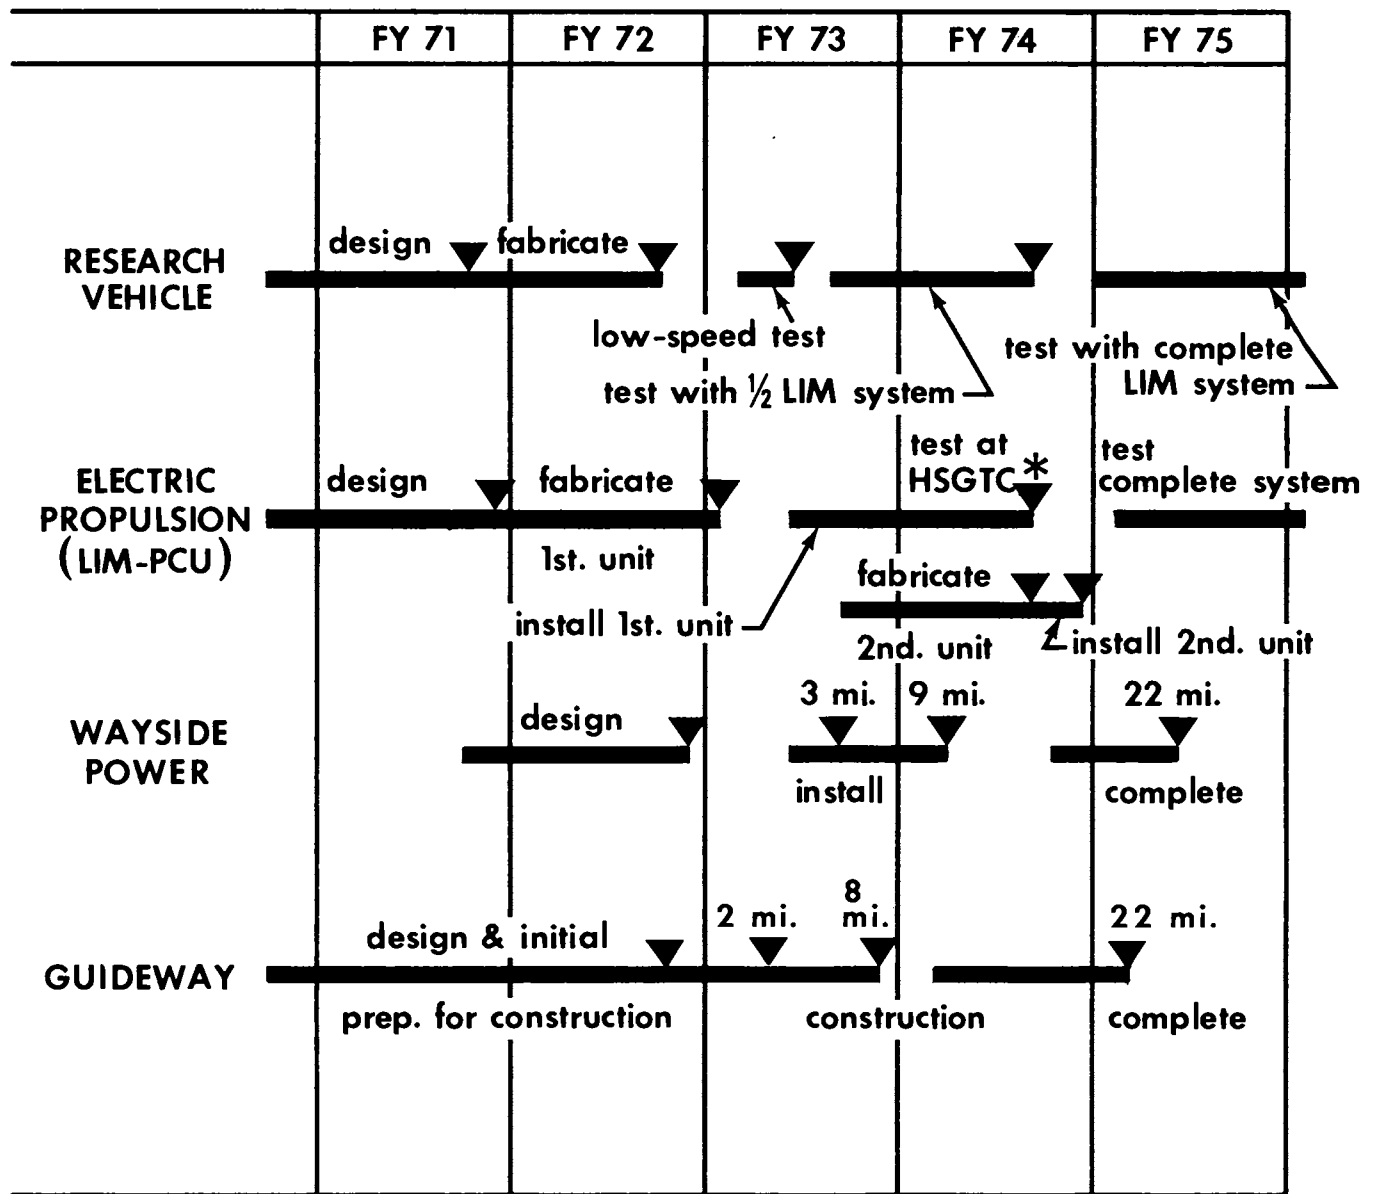 FY 71 FY 72 FY 73 FY 74 FY 75
RESEARCH
VEHICLE
design fabricate
low-speed test
test with ½ LIM system
test with complete
LIM system
ELECTRIC
PROPULSION
(LIM-PCU)
design fabricate
1st. unit
install 1st. unit
test at
HSGTC*
test
complete system
fabricate
2nd. unit
install 2nd. unit
WAYSIDE
POWER
design
3 mi. 9 mi. 22 mi.
install complete
GUIDEWAY
design & initial
prep. for construction
2 mi.
8
mi.
22 mi.
construction
complete